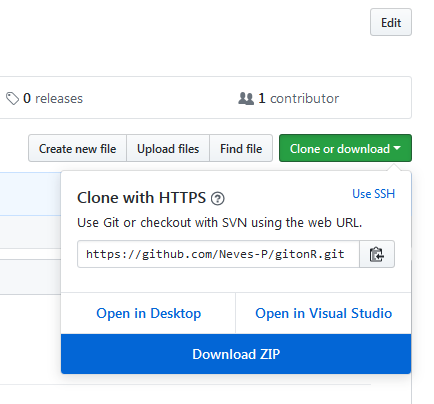 Edit
0 releases
1 contributor
Create new file
Upload files
Find file
Clone or download
Clone with HTTPS
Use SSH
Use Git or checkout with SVN using the web URL.
https://github.com/Neves-P/gitonR.git
Open in Desktop
Open in Visual Studio
Download ZIP